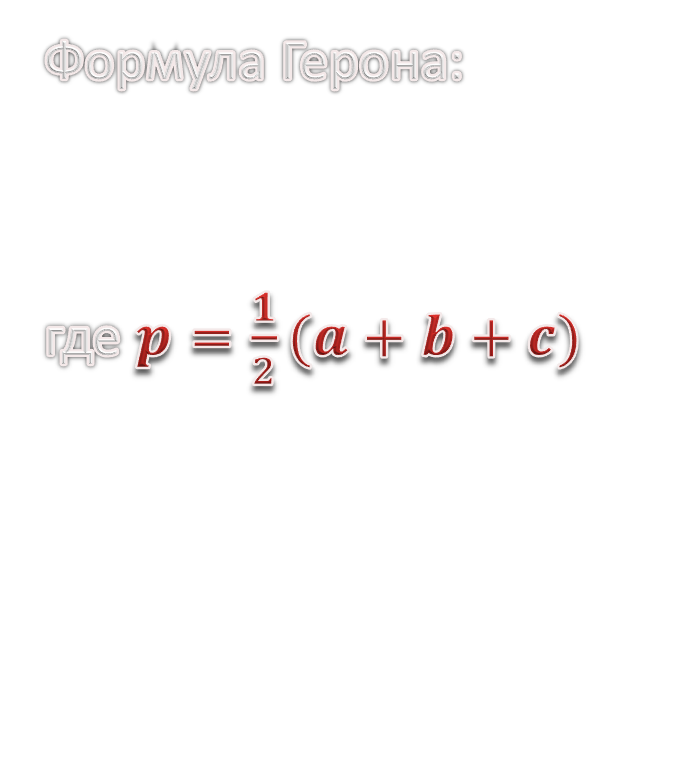 Формула Герона:
где p = 1/2 (a + b + c)